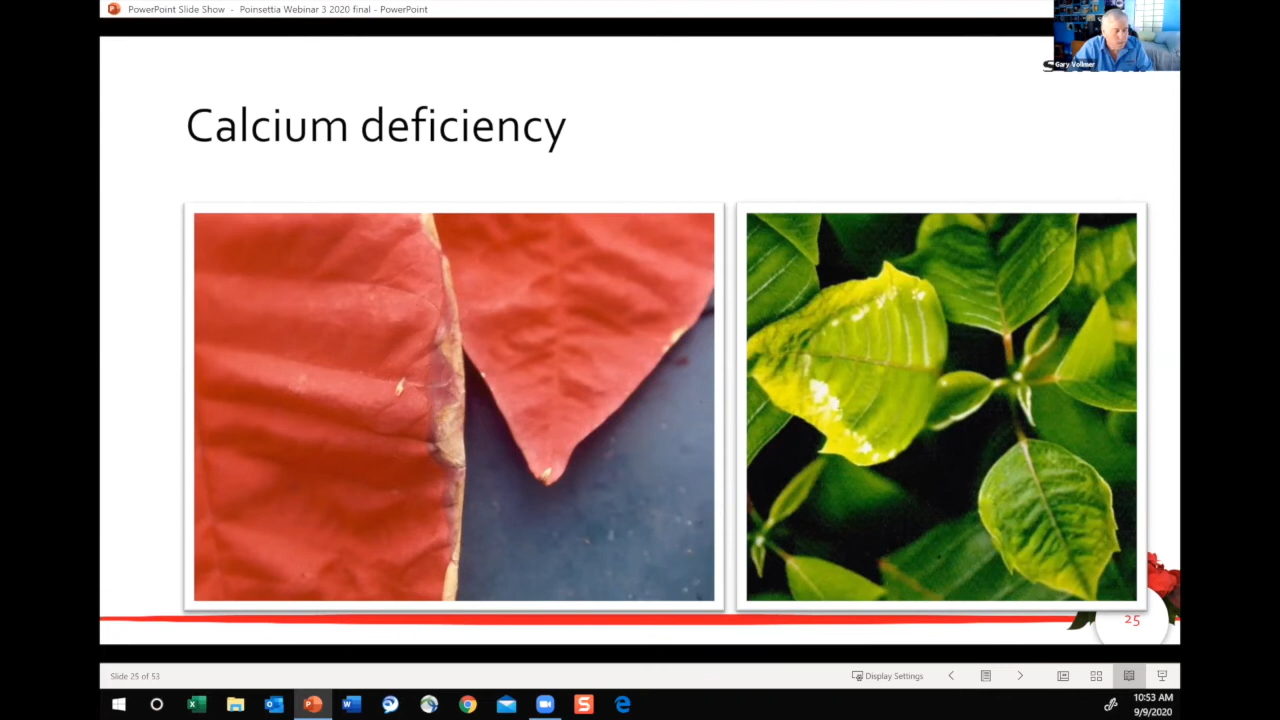 PowerPoint Slide Show - Poinsettia Webinar 3 2020 final - PowerPoint
Gary Vollmer
Calcium deficiency
25
Slide 25 of 53
Display Settings
10:53 AM
9/9/2020